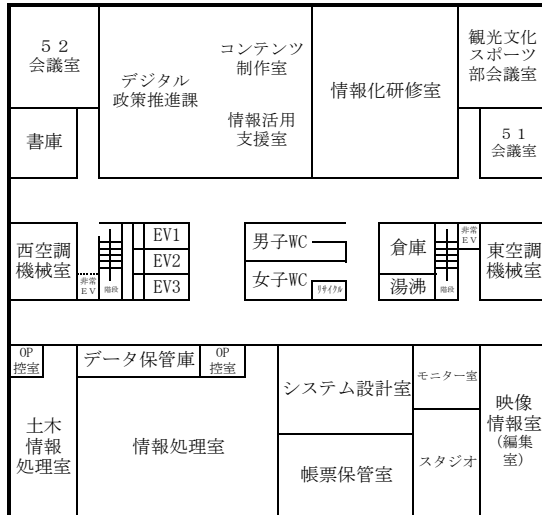 ５２
会議室
デジタル
政策推進課
コンテンツ
制作室
情報活用
支援室
情報化研修室
観光文化
スポーツ
部会議室
書庫
５１
会議室
西空調
機械室
非常
ＥＶ
階段
EV1
EV2
EV3
男子WC
女子WC
リサイクル
倉庫
湯沸
階段
非常
ＥＶ
東空調
機械室
OP
控室
データ保管庫
OP
控室
土木
情報
処理室
情報処理室
システム設計室
帳票保管室
モニター室
スタジオ
映像
情報室
(編集
室)